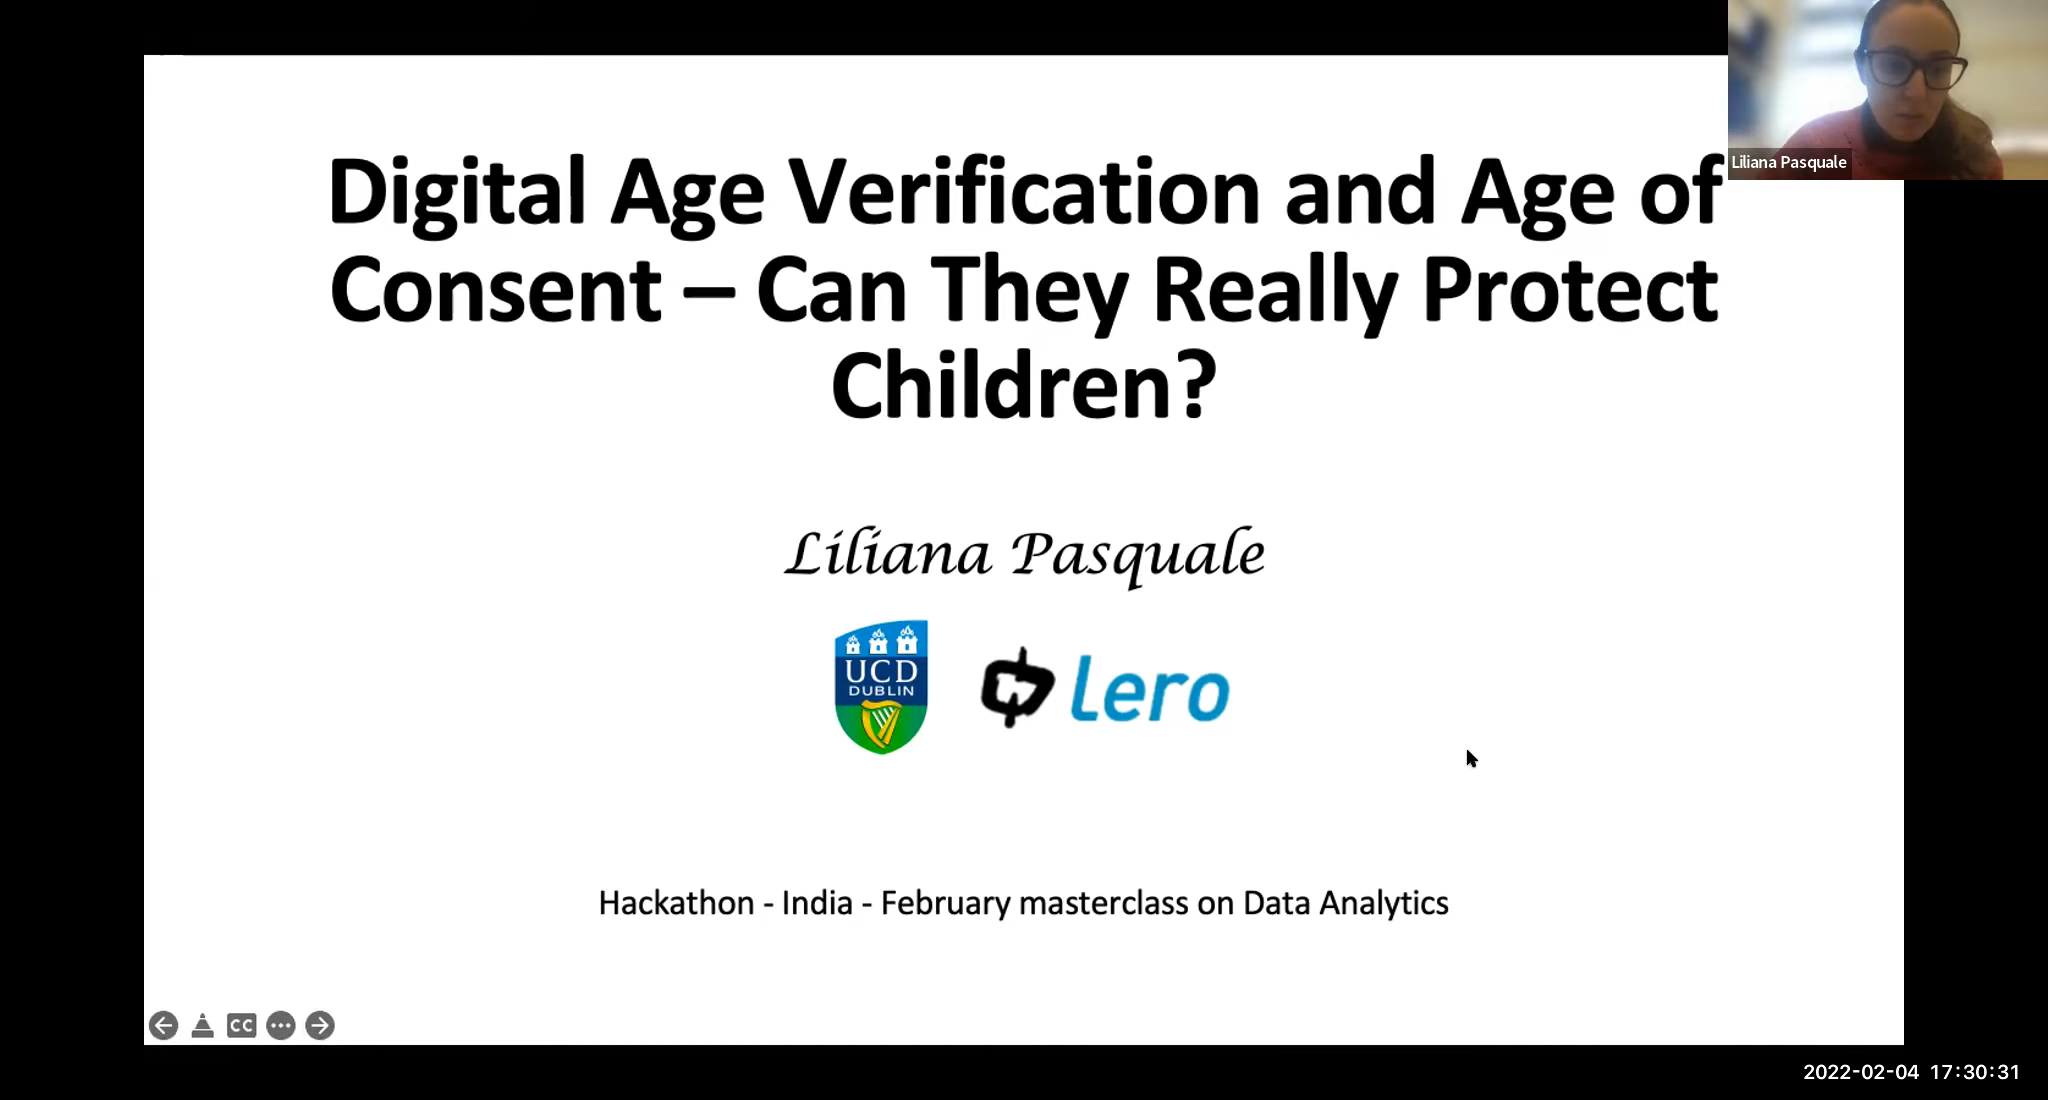 Liliana Pasquale
Digital Age Verification and Age of
Consent – Can They Really Protect
Children?
Liliana Pasquale
UCD
DUBLIN
Lero
Hackathon - India - February masterclass on Data Analytics
CC
2022-02-04 17:30:31